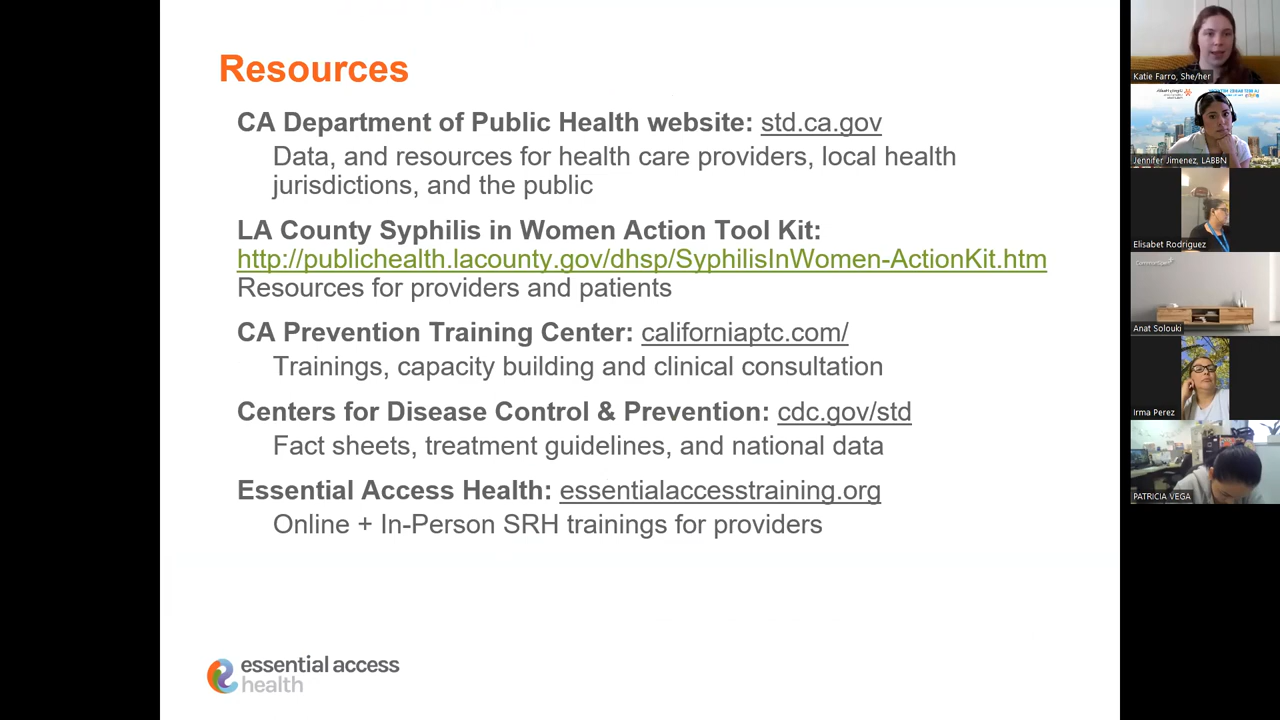 Resources
CA Department of Public Health website: std.ca.gov
Data, and resources for health care providers, local health
jurisdictions, and the public
LA County Syphilis in Women Action Tool Kit:
http://publichealth.lacounty.gov/dhsp/SyphilisInWomen-ActionKit.htm
Resources for providers and patients
CA Prevention Training Center: californiaptc.com/
Trainings, capacity building and clinical consultation
Centers for Disease Control & Prevention: cdc.gov/std
Fact sheets, treatment guidelines, and national data
Essential Access Health: essentialaccesstraining.org
Online + In-Person SRH trainings for providers
essential access
health
Katie Farro, She/her
Jennifer Jimenez, LABBN
Elisabet Rodriguez
Anat Solouki
Irma Perez
PATRICIA VEGA